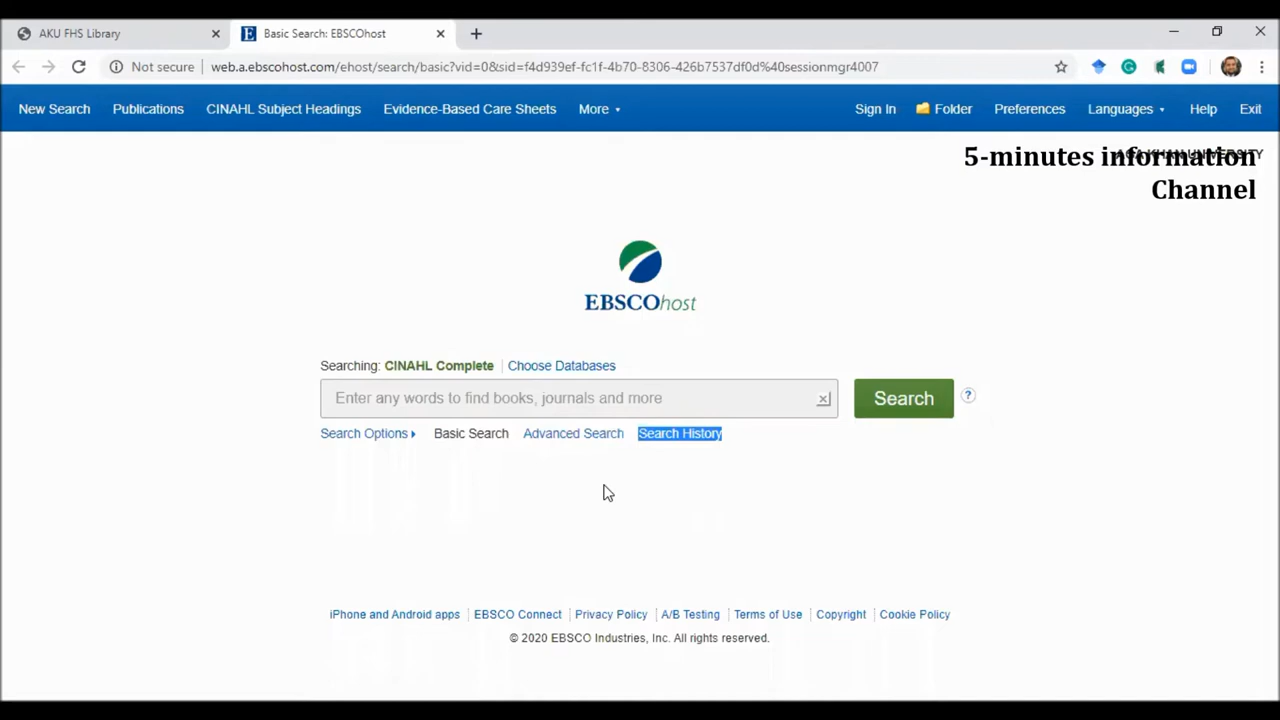 AKU FHS Library
Basic Search: EBSCOhost
Not secure
web.a.ebscohost.com/ehost/search/basic?vid=0&sid=f4d939ef-fc1f-4b70-8306-426b7537df0d%40sessionmgr4007
New Search Publications CINAHL Subject Headings Evidence-Based Care Sheets More Sign In Folder Preferences Languages Help Exit
AGA KHAN UNIVERSITY
5-minutes information
Channel
EBSCOhost
Searching: CINAHL Complete Choose Databases
Enter any words to find books, journals and more
Search ?
Search Options Basic Search Advanced Search Search History
iPhone and Android apps EBSCO Connect Privacy Policy A/B Testing Terms of Use Copyright Cookie Policy
© 2020 EBSCO Industries, Inc. All rights reserved.